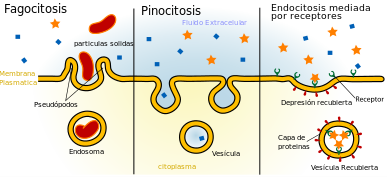 Fagocitosis
partículas solidas
Membrana
Plasmatica
Pseudópodos
Endosoma
Pinocitosis
Fluido Extracelular
Vesícula
citoplasma
Endocitosis mediada
por receptores
Depresión recubierta
Receptor
Capa de
proteinas
Vesícula Recubierta